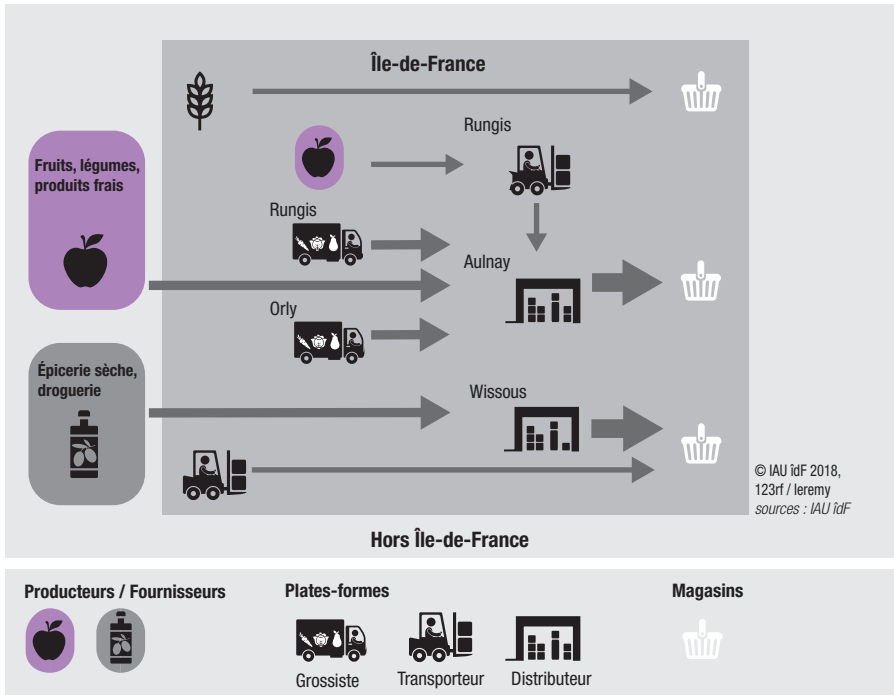 Île-de-France
Rungis
Fruits, légumes,
produits frais
Rungis
Aulnay
Orly
Épicerie sèche,
droguerie
Wissous
© IAU îdF 2018,
123rf / leremy
sources : IAU îdF
Hors Île-de-France
Producteurs / Fournisseurs
Plates-formes
Magasins
Grossiste
Transporteur
Distributeur